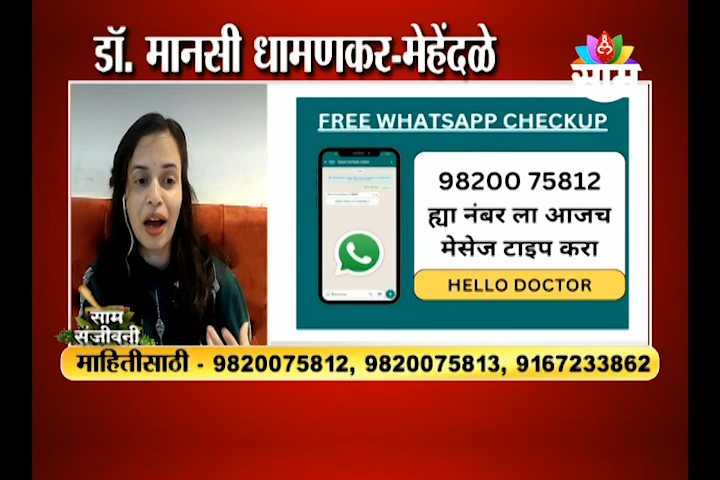 डॉ. मानसी धामणकर-मेहेंदळे
साम
FREE WHATSAPP CHECKUP
98200 75812
ह्या नंबर ला आजच
मेसेज टाइप करा
HELLO DOCTOR
साम
संजीवनी
माहितीसाठी - 9820075812, 9820075813, 9167233862